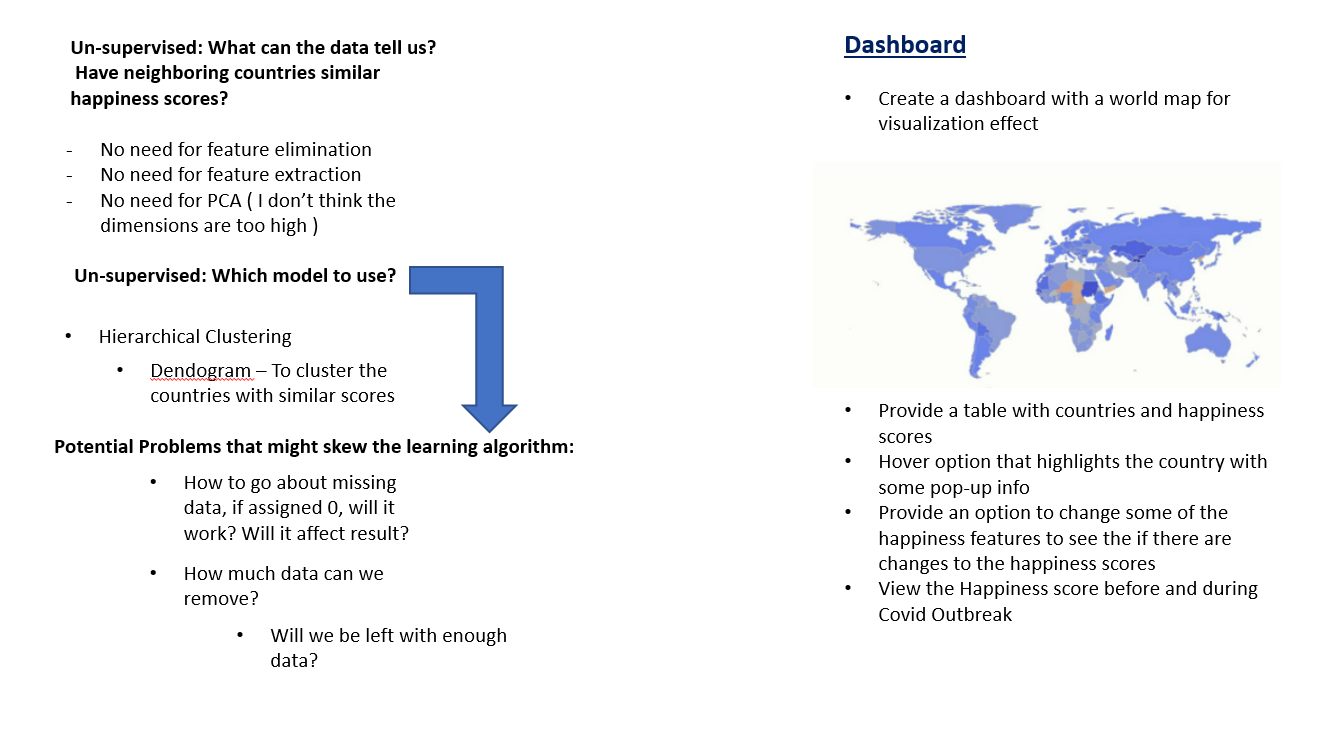 Un-supervised: What can the data tell us?
Have neighboring countries similar
happiness scores?
- No need for feature elimination
- No need for feature extraction
- No need for PCA ( I don’t think the
dimensions are too high )
Un-supervised: Which model to use?
• Hierarchical Clustering
• Dendogram – To cluster the
countries with similar scores
Potential Problems that might skew the learning algorithm:
• How to go about missing
data, if assigned 0, will it
work? Will it affect result?
• How much data can we
remove?
• Will we be left with enough
data?
Dashboard
• Create a dashboard with a world map for
visualization effect
• Provide a table with countries and happiness
scores
• Hover option that highlights the country with
some pop-up info
• Provide an option to change some of the
happiness features to see the if there are
changes to the happiness scores
• View the Happiness score before and during
Covid Outbreak